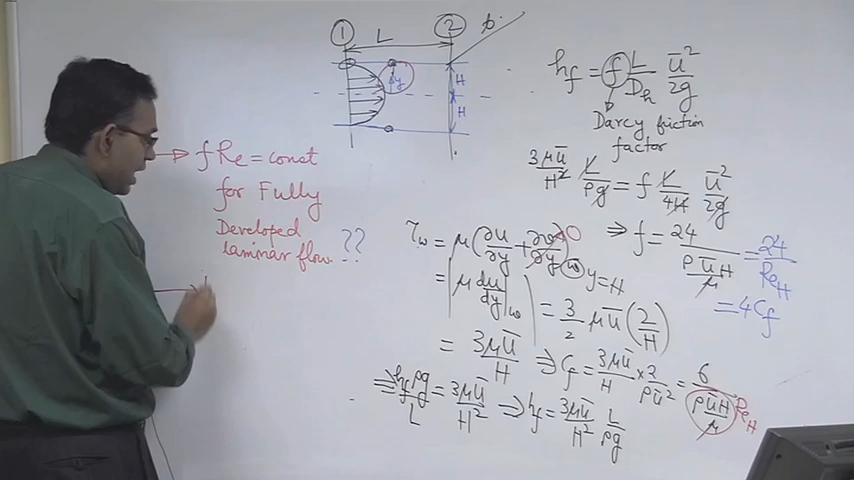 ① L ②
p.
y H
H
h_f = f L/D_h ū²/2g
Darcy friction
factor
3μū/H² L/ρg = f L/4H ū²/2g
→ f Re = const
for Fully
Developed
laminar flow. ??
τ_w = μ(∂u/∂y + ∂v/∂y)→0 @ y=H
⇒ f = 24/(ρūH/μ) = 24/Re_H
= |μ du/dy|_w| = 3/2 μū(2/H)
= 4C_f
= 3μū/H ⇒ C_f = 3μū/H × 2/ρū² = 6/(ρūH/μ) Re_H
⇒ h_f ρg/L = 3μū/H² ⇒ h_f = 3μū/H² L/ρg